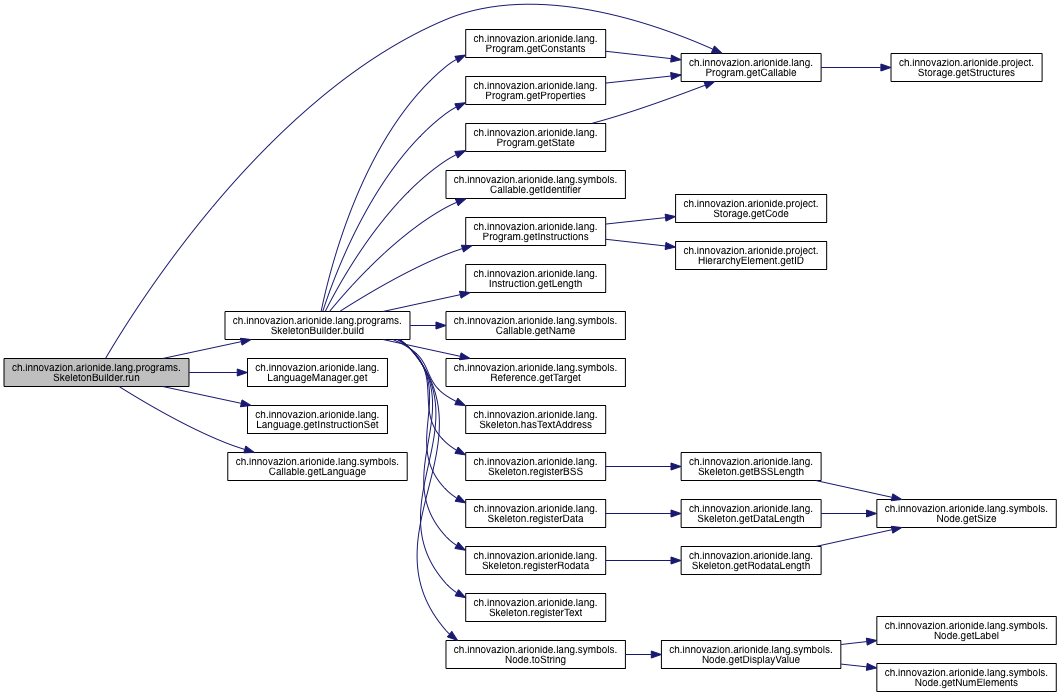 ch.innovazion.arionide.lang.programs.
SkeletonBuilder.run
ch.innovazion.arionide.lang.programs.
SkeletonBuilder.build
ch.innovazion.arionide.lang.
LanguageManager.get
ch.innovazion.arionide.lang.
Language.getInstructionSet
ch.innovazion.arionide.lang.symbols.
Callable.getLanguage
ch.innovazion.arionide.lang.
Program.getConstants
ch.innovazion.arionide.lang.
Program.getProperties
ch.innovazion.arionide.lang.
Program.getState
ch.innovazion.arionide.lang.symbols.
Callable.getIdentifier
ch.innovazion.arionide.lang.
Program.getInstructions
ch.innovazion.arionide.lang.
Instruction.getLength
ch.innovazion.arionide.lang.symbols.
Callable.getName
ch.innovazion.arionide.lang.symbols.
Reference.getTarget
ch.innovazion.arionide.lang.
Skeleton.hasTextAddress
ch.innovazion.arionide.lang.
Skeleton.registerBSS
ch.innovazion.arionide.lang.
Skeleton.registerData
ch.innovazion.arionide.lang.
Skeleton.registerRodata
ch.innovazion.arionide.lang.
Skeleton.registerText
ch.innovazion.arionide.lang.symbols.
Node.toString
ch.innovazion.arionide.lang.
Program.getCallable
ch.innovazion.arionide.project.
Storage.getCode
ch.innovazion.arionide.project.
HierarchyElement.getID
ch.innovazion.arionide.lang.
Skeleton.getBSSLength
ch.innovazion.arionide.lang.
Skeleton.getDataLength
ch.innovazion.arionide.lang.
Skeleton.getRodataLength
ch.innovazion.arionide.lang.symbols.
Node.getDisplayValue
ch.innovazion.arionide.project.
Storage.getStructures
ch.innovazion.arionide.lang.symbols.
Node.getSize
ch.innovazion.arionide.lang.symbols.
Node.getLabel
ch.innovazion.arionide.lang.symbols.
Node.getNumElements